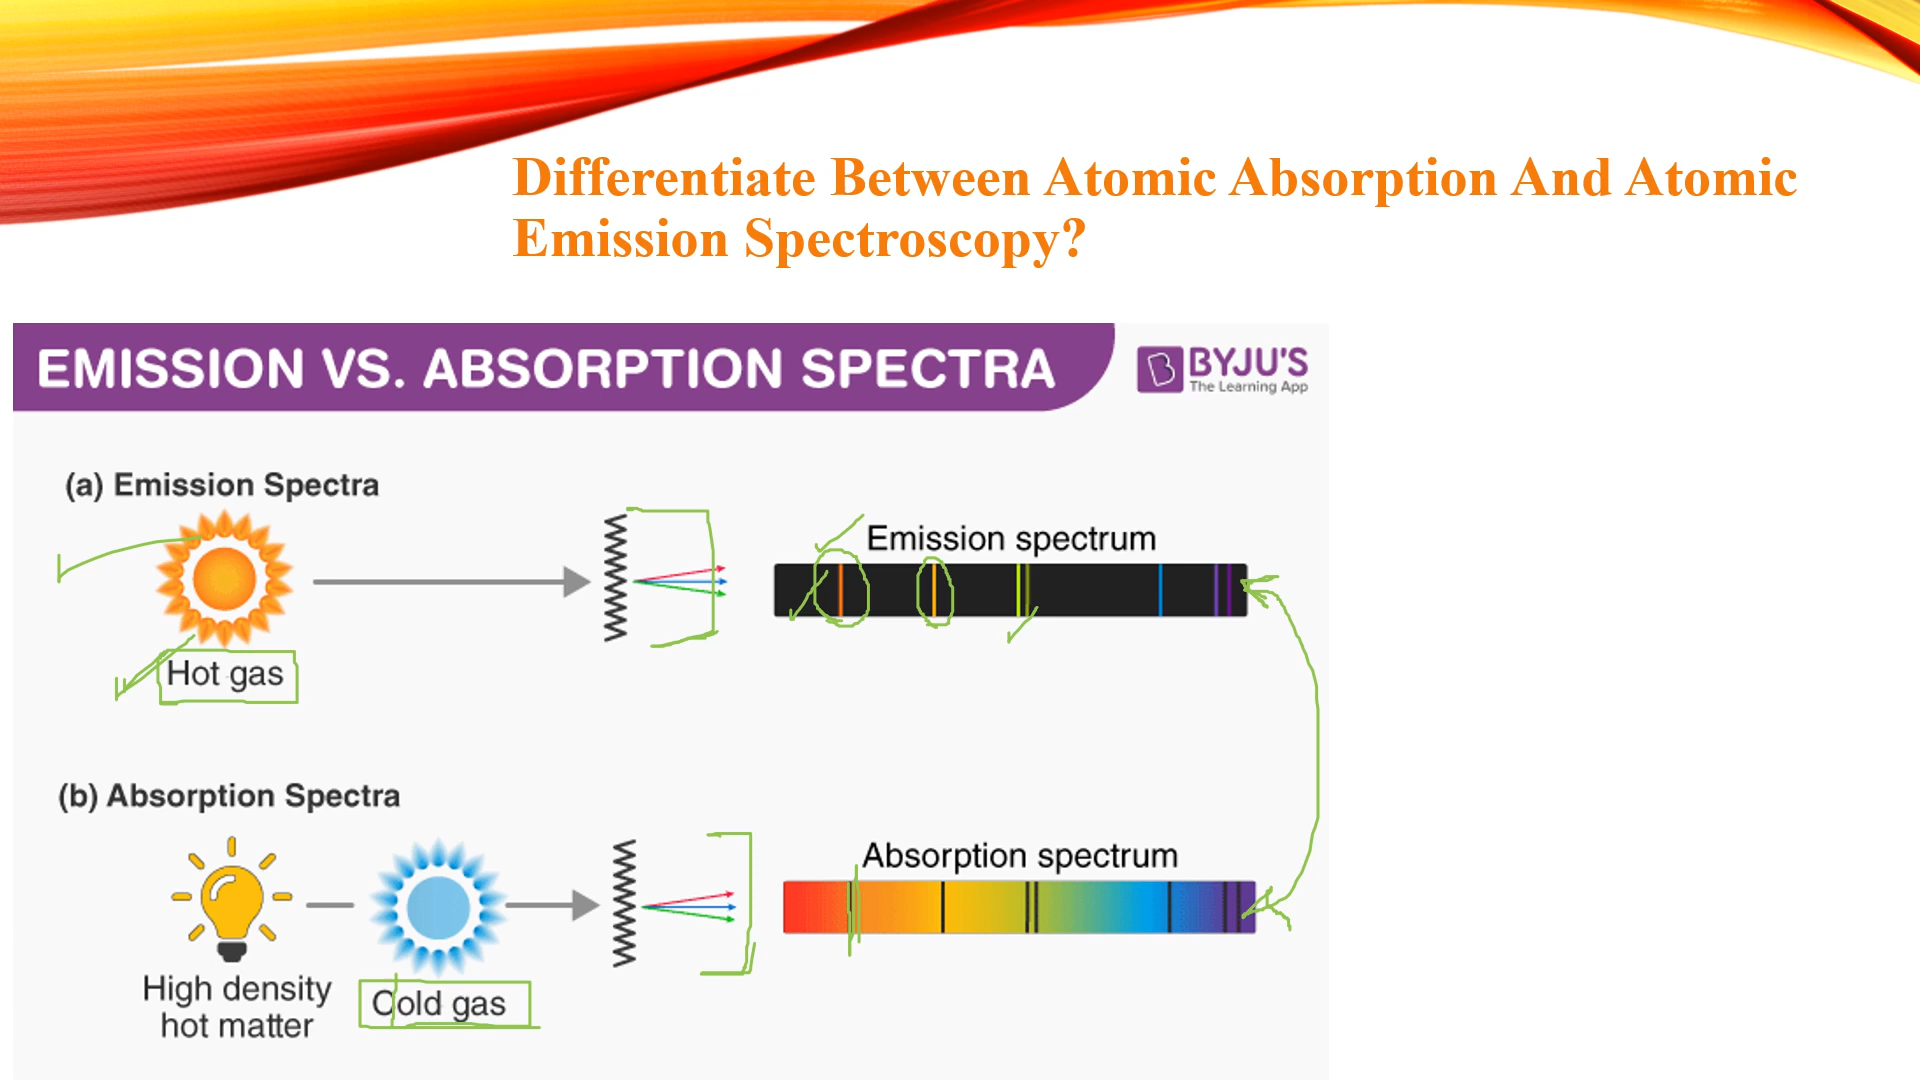 Differentiate Between Atomic Absorption And Atomic
Emission Spectroscopy?
EMISSION VS. ABSORPTION SPECTRA
BYJU'S
The Learning App
(a) Emission Spectra
Emission spectrum
Hot gas
(b) Absorption Spectra
Absorption spectrum
High density
hot matter
Cold gas